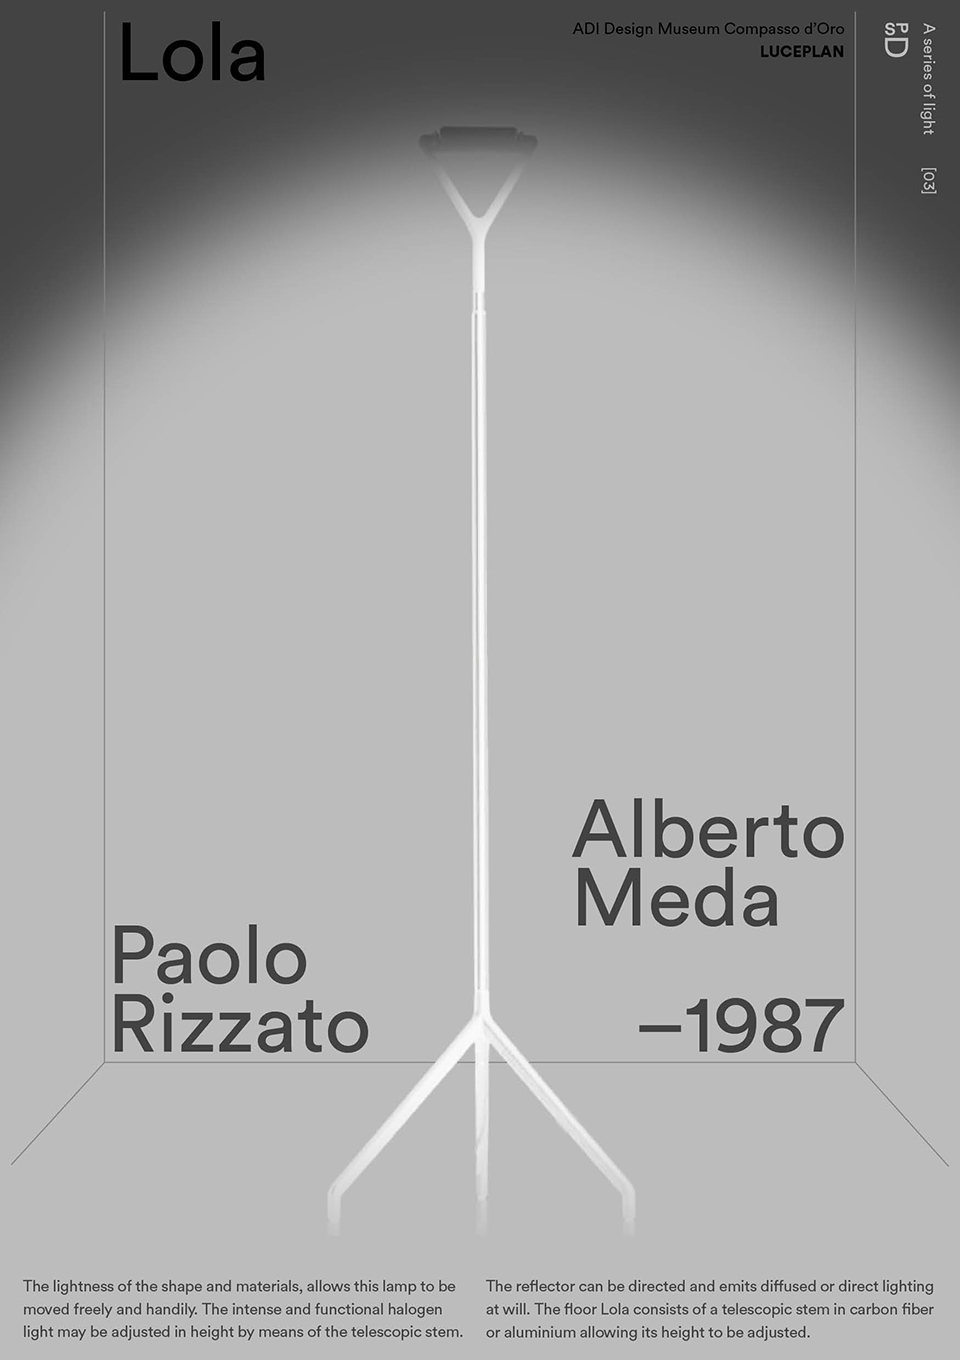 Lola
ADI Design Museum Compasso d’Oro
LUCEPLAN
SPD
A series of light [03]
Alberto
Meda
Paolo
Rizzato
–1987
The lightness of the shape and materials, allows this lamp to be
moved freely and handily. The intense and functional halogen
light may be adjusted in height by means of the telescopic stem.
The reflector can be directed and emits diffused or direct lighting
at will. The floor Lola consists of a telescopic stem in carbon fiber
or aluminium allowing its height to be adjusted.